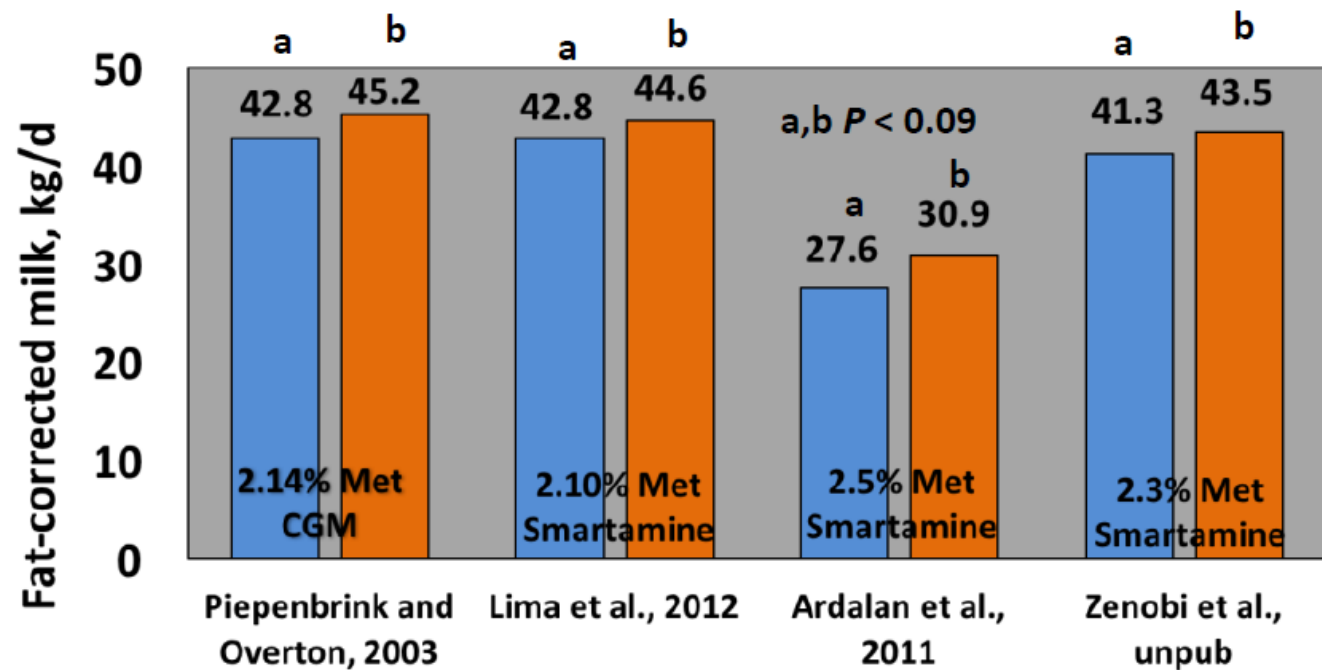 Fat-corrected milk, kg/d
50
40
30
20
10
0
a
b
42.8
45.2
2.14% Met
CGM
Piepenbrink and
Overton, 2003
a
b
42.8
44.6
2.10% Met
Smartamine
Lima et al., 2012
a,b P < 0.09
a
b
27.6
30.9
2.5% Met
Smartamine
Ardalan et al.,
2011
a
b
41.3
43.5
2.3% Met
Smartamine
Zenobi et al.,
unpub